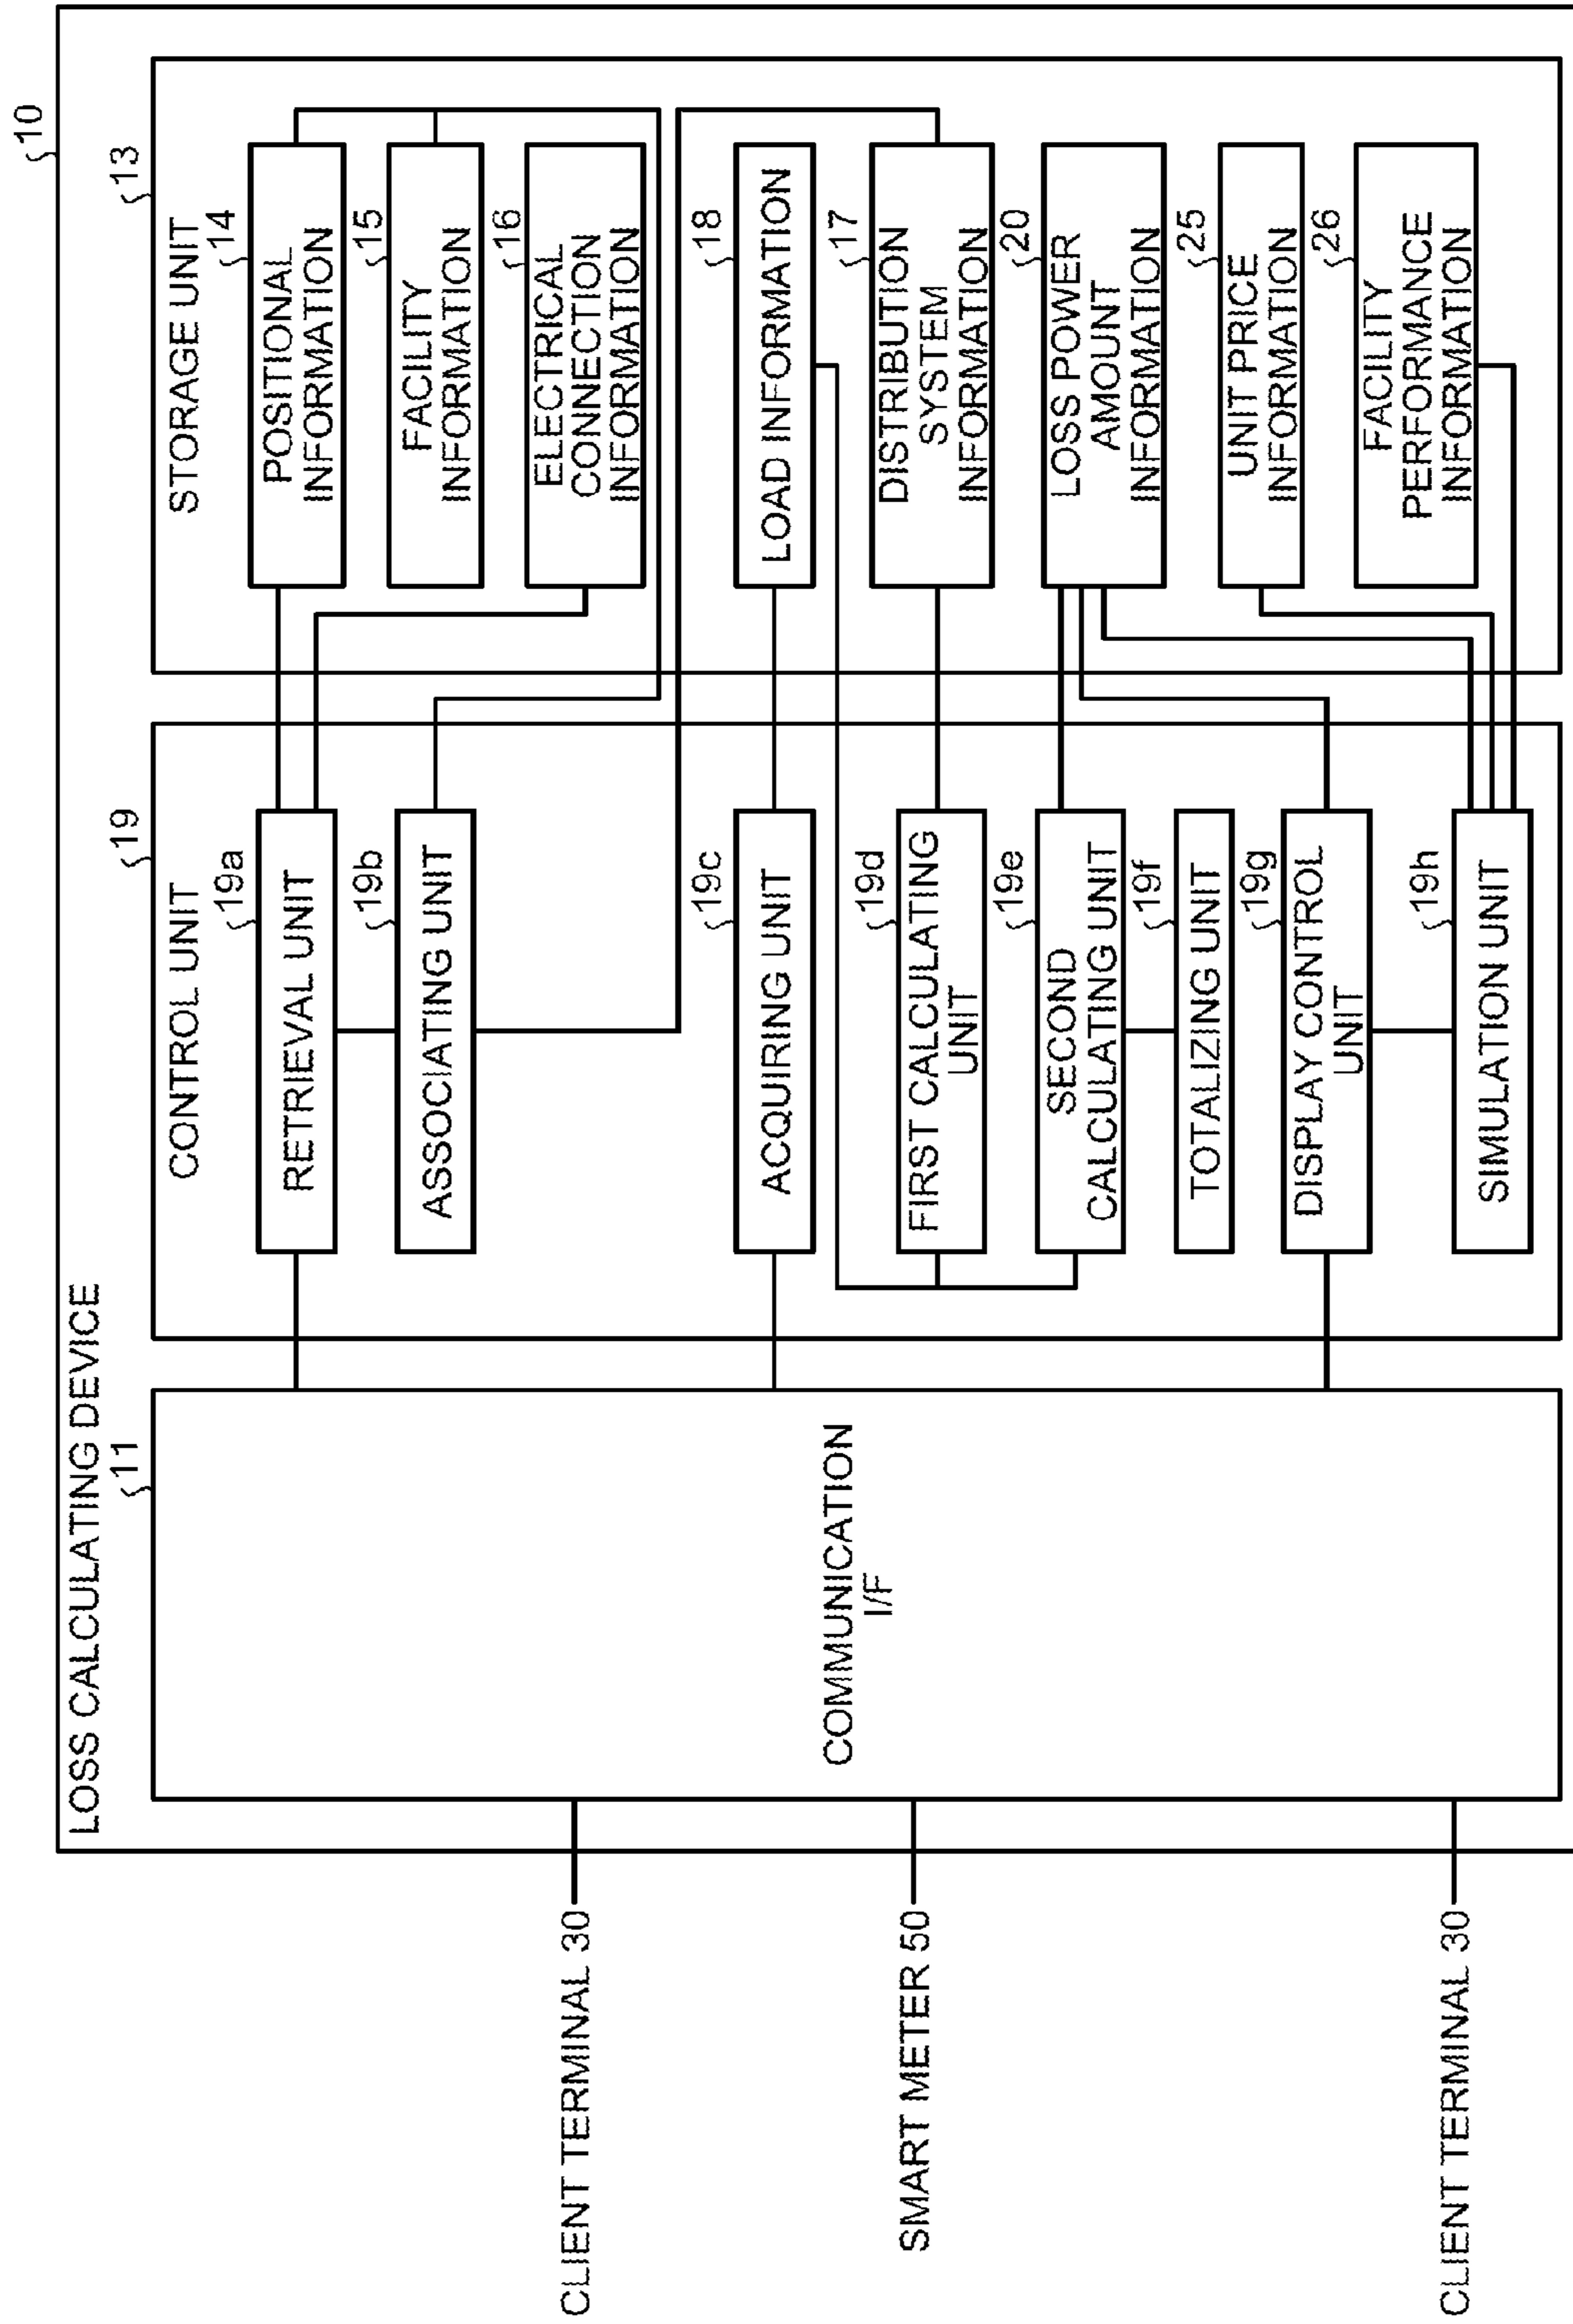 LOSS CALCULATING DEVICE
10
CLIENT TERMINAL 30
SMART METER 50
CLIENT TERMINAL 30
11
COMMUNICATION
I/F
19
CONTROL UNIT
19a
RETRIEVAL UNIT
19b
ASSOCIATING UNIT
19c
ACQUIRING UNIT
19d
FIRST CALCULATING
UNIT
19e
SECOND
CALCULATING UNIT
19f
TOTALIZING UNIT
19g
DISPLAY CONTROL
UNIT
19h
SIMULATION UNIT
13
STORAGE UNIT
14
POSITIONAL
INFORMATION
15
FACILITY
INFORMATION
16
ELECTRICAL
CONNECTION
INFORMATION
18
LOAD INFORMATION
17
DISTRIBUTION
SYSTEM
INFORMATION
20
LOSS POWER
AMOUNT
INFORMATION
25
UNIT PRICE
INFORMATION
26
FACILITY
PERFORMANCE
INFORMATION